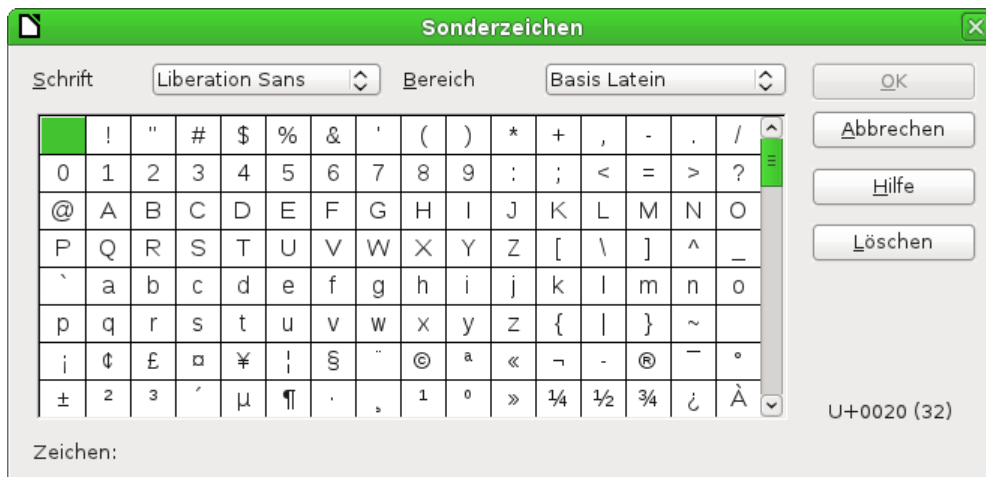 Sonderzeichen
Schrift Liberation Sans Bereich Basis Latein OK
! " # $ % & ' ( ) * + , - . /
Abbrechen
0 1 2 3 4 5 6 7 8 9 : ; < = > ?
Hilfe
@ A B C D E F G H I J K L M N O
Löschen
P Q R S T U V W X Y Z [ \ ] ^ _
` a b c d e f g h i j k l m n o
p q r s t u v w x y z { | } ~
¡ ¢ £ ¤ ¥ ¦ § ¨ © ª « ¬ - ® ¯ °
± ² ³ ´ µ ¶ · ¸ ¹ º » ¼ ½ ¾ ¿ À
U+0020 (32)
Zeichen: